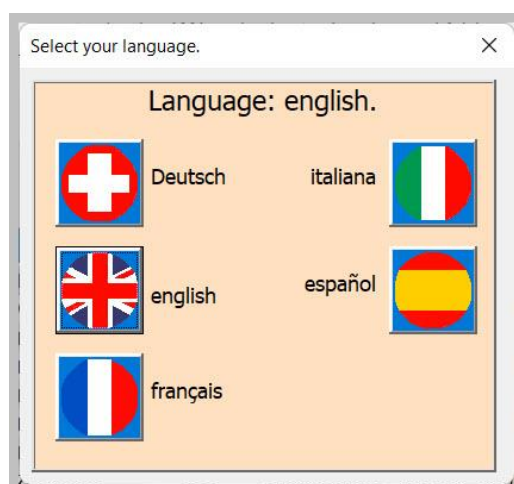 Select your language.
Language: english.
Deutsch
italiana
english
español
français